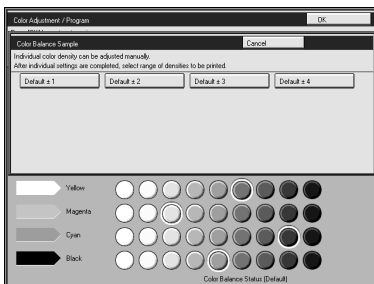 Color Adjustment / Program
OK
Color Balance Sample
Cancel
Individual color density can be adjusted manually.
After individual settings are completed, select range of densities to be printed.
Default ± 1
Default ± 2
Default ± 3
Default ± 4
Yellow
Magenta
Cyan
Black
Color Balance Status (Default)